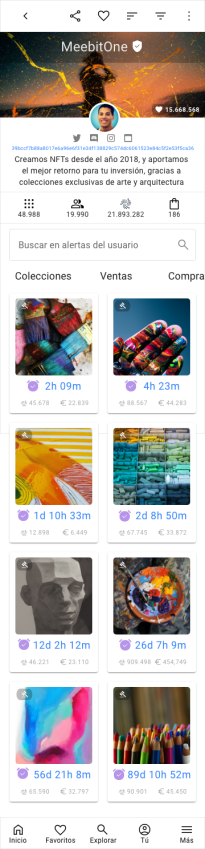 MeebitOne
15.668.568
Creamos NFTs desde el año 2018, y aportamos
el mejor retorno para tu inversión, gracias a
colecciones exclusivas de arte y arquitectura
48.988 19.990 21.893.282 186
Buscar en alertas del usuario
Colecciones Ventas Compra
2h 09m 4h 23m
45.678 € 22.839 88.567 € 44.283
1d 10h 33m 2d 8h 50m
12.898 € 6.449 67.745 € 33.872
12d 2h 12m 26d 7h 9m
46.221 € 23.110 909.498 € 454,749
56d 21h 8m 89d 10h 52m
65.590 € 32.797 90.901 € 45.450
Inicio Favoritos Explorar Tú Más